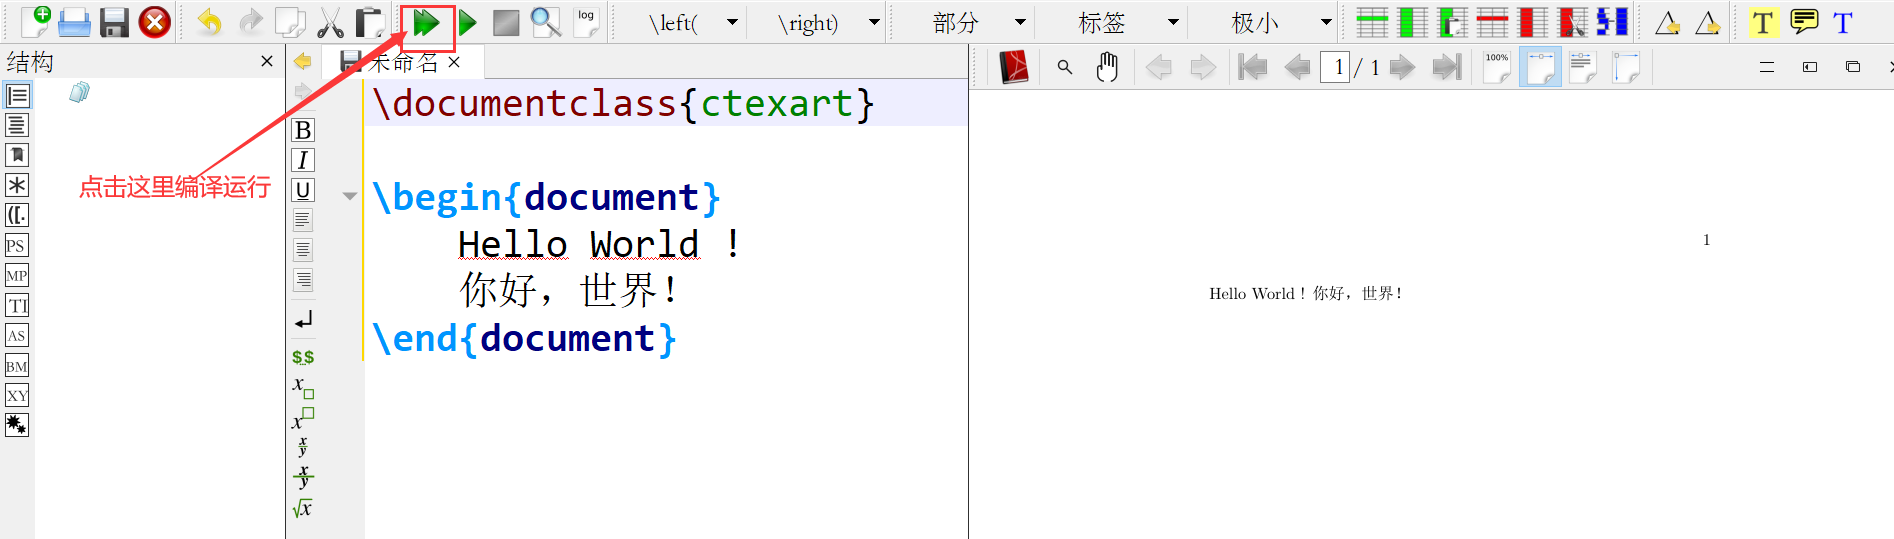 log
\left(
\right)
部分
标签
极小
T
T
结构
未命名
100%
1 / 1
点击这里编译运行
B
I
U
([.
PS
MP
TI
AS
BM
XY
$$
x
x
x
y
x
y
√x
\documentclass{ctexart}
\begin{document}
Hello World !
你好，世界！
\end{document}
1
Hello World ! 你好，世界！